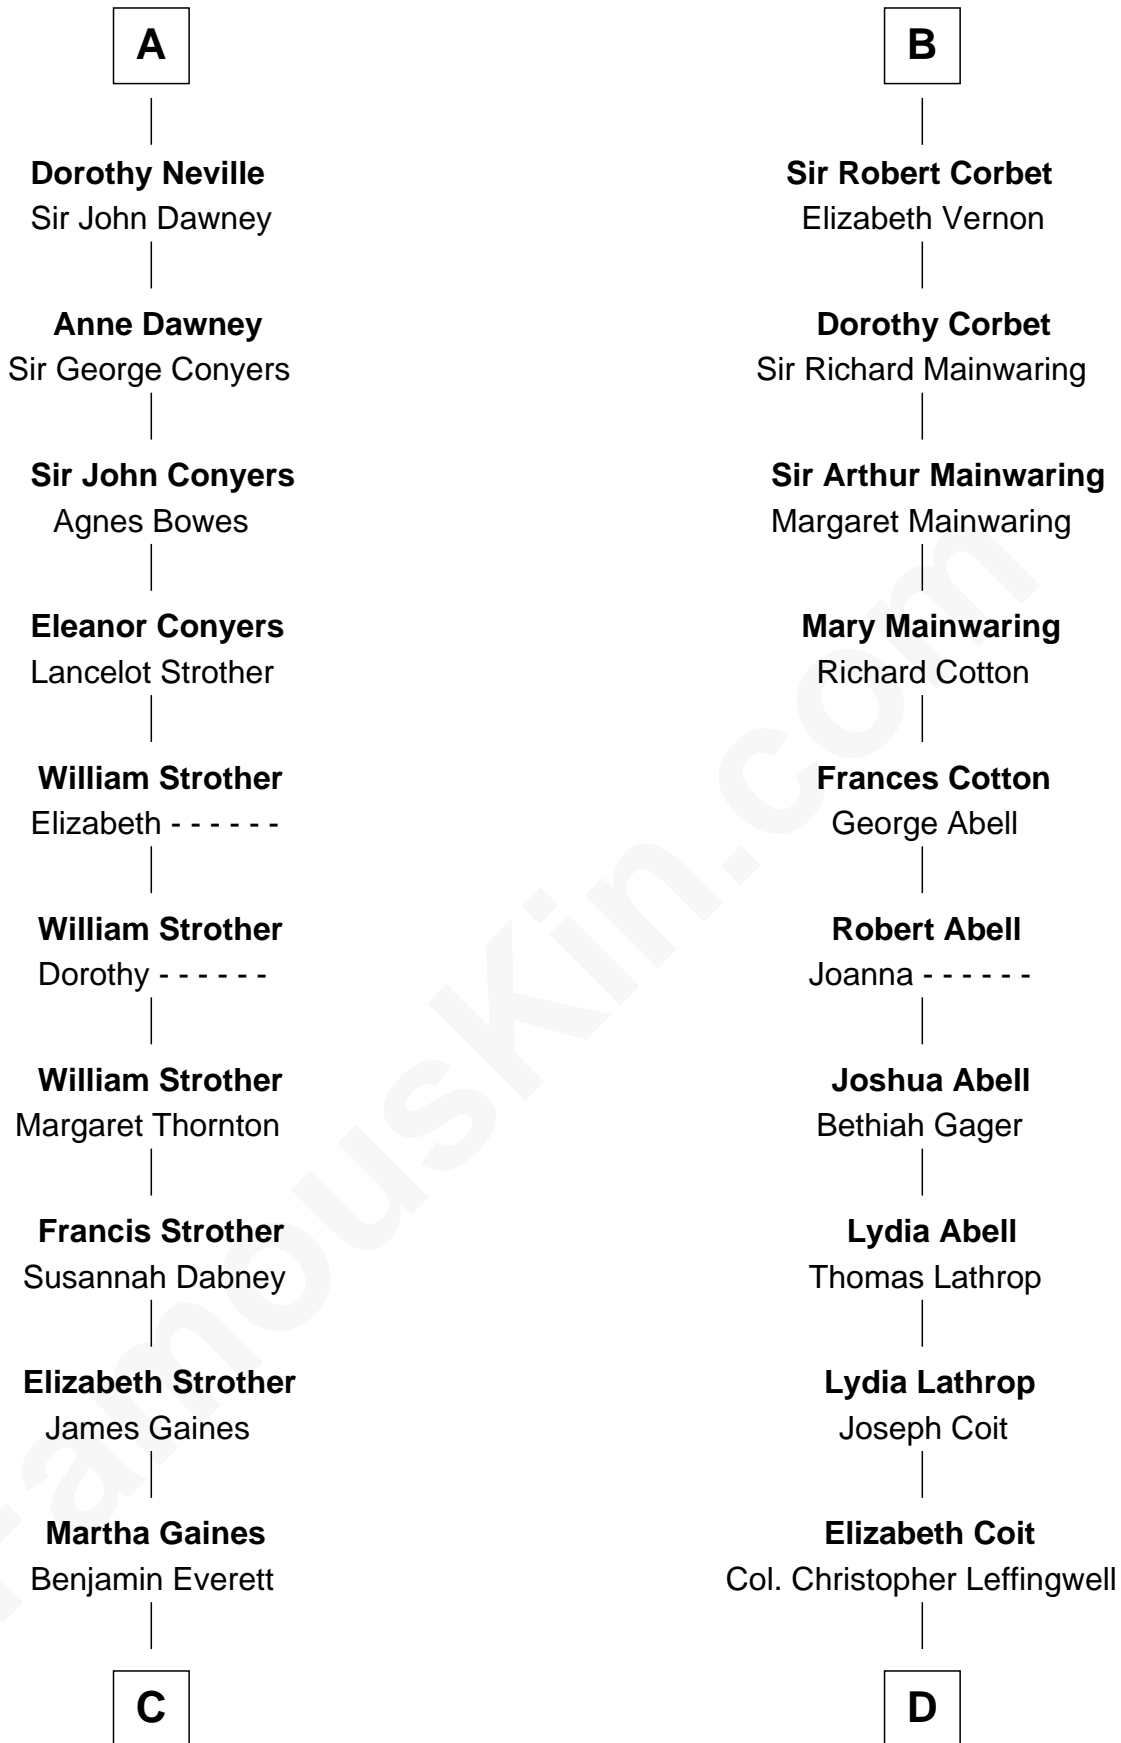 A
Dorothy Neville
Sir John Dawney
Anne Dawney
Sir George Conyers
Sir John Conyers
Agnes Bowes
Eleanor Conyers
Lancelot Strother
William Strother
Elizabeth - - - - - -
William Strother
Dorothy - - - - - -
William Strother
Margaret Thornton
Francis Strother
Susannah Dabney
Elizabeth Strother
James Gaines
Martha Gaines
Benjamin Everett
C
B
Sir Robert Corbet
Elizabeth Vernon
Dorothy Corbet
Sir Richard Mainwaring
Sir Arthur Mainwaring
Margaret Mainwaring
Mary Mainwaring
Richard Cotton
Frances Cotton
George Abell
Robert Abell
Joanna - - - - - -
Joshua Abell
Bethiah Gager
Lydia Abell
Thomas Lathrop
Lydia Lathrop
Joseph Coit
Elizabeth Coit
Col. Christopher Leffingwell
D
FamousKin.com